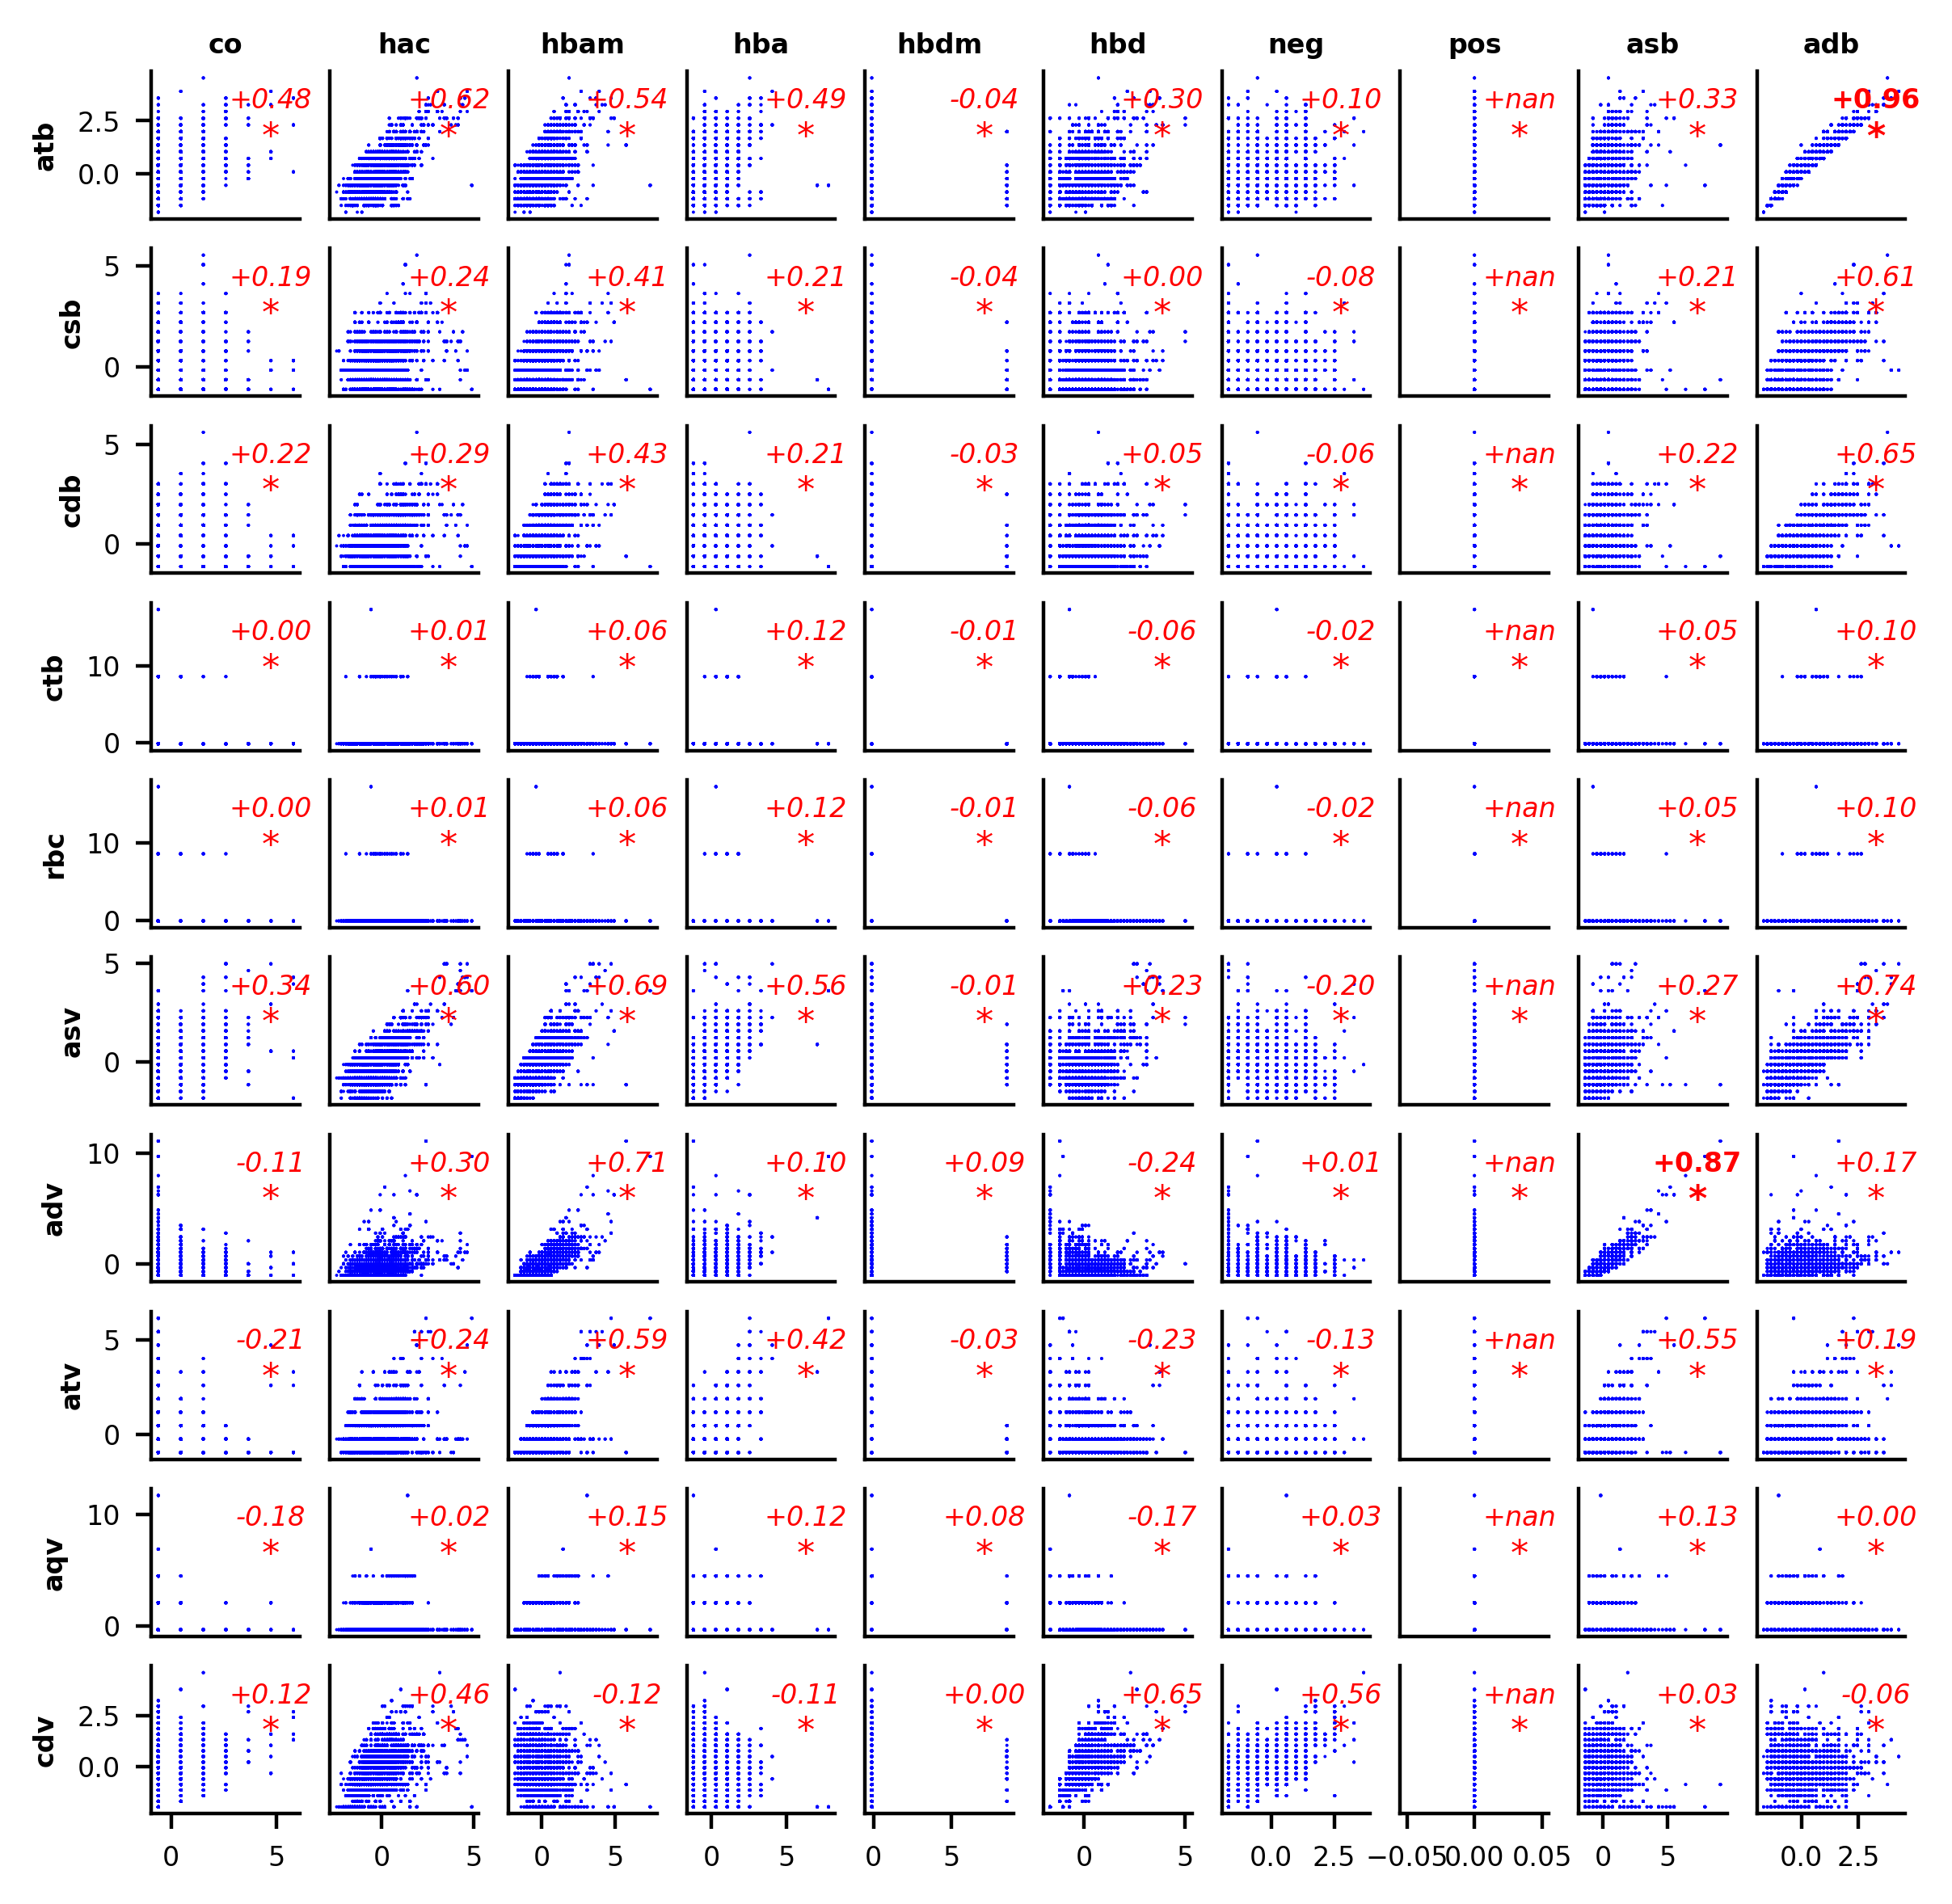 co hac hbam hba hbdm hbd neg pos asb adb
atb 2.5 0.0 +0.48 +0.62 +0.54 +0.49 -0.04 +0.30 +0.10 +nan +0.33 +0.96
* * * * * * * * * *
csb 5 0 +0.19 +0.24 +0.41 +0.21 -0.04 +0.00 -0.08 +nan +0.21 +0.61
* * * * * * * * * *
cdb 5 0 +0.22 +0.29 +0.43 +0.21 -0.03 +0.05 -0.06 +nan +0.22 +0.65
* * * * * * * * * *
ctb 10 0 +0.00 +0.01 +0.06 +0.12 -0.01 -0.06 -0.02 +nan +0.05 +0.10
* * * * * * * * * *
rbc 10 0 +0.00 +0.01 +0.06 +0.12 -0.01 -0.06 -0.02 +nan +0.05 +0.10
* * * * * * * * * *
asv 5 0 +0.34 +0.60 +0.69 +0.56 -0.01 +0.23 -0.20 +nan +0.27 +0.74
* * * * * * * * * *
adv 10 0 -0.11 +0.30 +0.71 +0.10 +0.09 -0.24 +0.01 +nan +0.87 +0.17
* * * * * * * * * *
atv 5 0 -0.21 +0.24 +0.59 +0.42 -0.03 -0.23 -0.13 +nan +0.55 +0.19
* * * * * * * * * *
aqv 10 0 -0.18 +0.02 +0.15 +0.12 +0.08 -0.17 +0.03 +nan +0.13 +0.00
* * * * * * * * * *
cdv 2.5 0.0 +0.12 +0.46 -0.12 -0.11 +0.00 +0.65 +0.56 +nan +0.03 -0.06
* * * * * * * * * *
0 5 0 5 0 5 0 5 0 5 0 5 0.0 2.5 −0.05 0.00 0.05 0 5 0.0 2.5